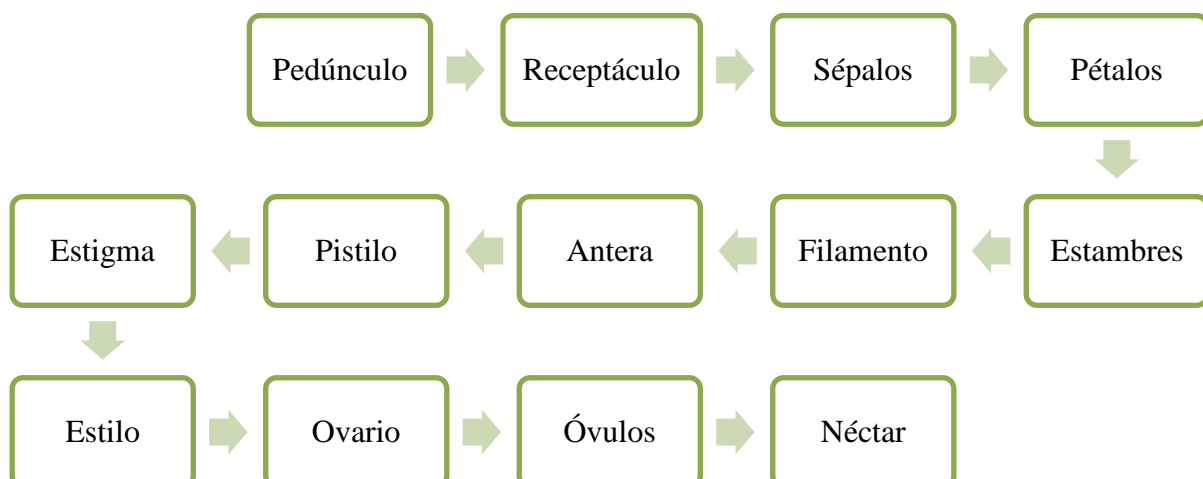 Pedúnculo
Receptáculo
Sépalos
Pétalos
Estambres
Filamento
Antera
Pistilo
Estigma
Estilo
Ovario
Óvulos
Néctar